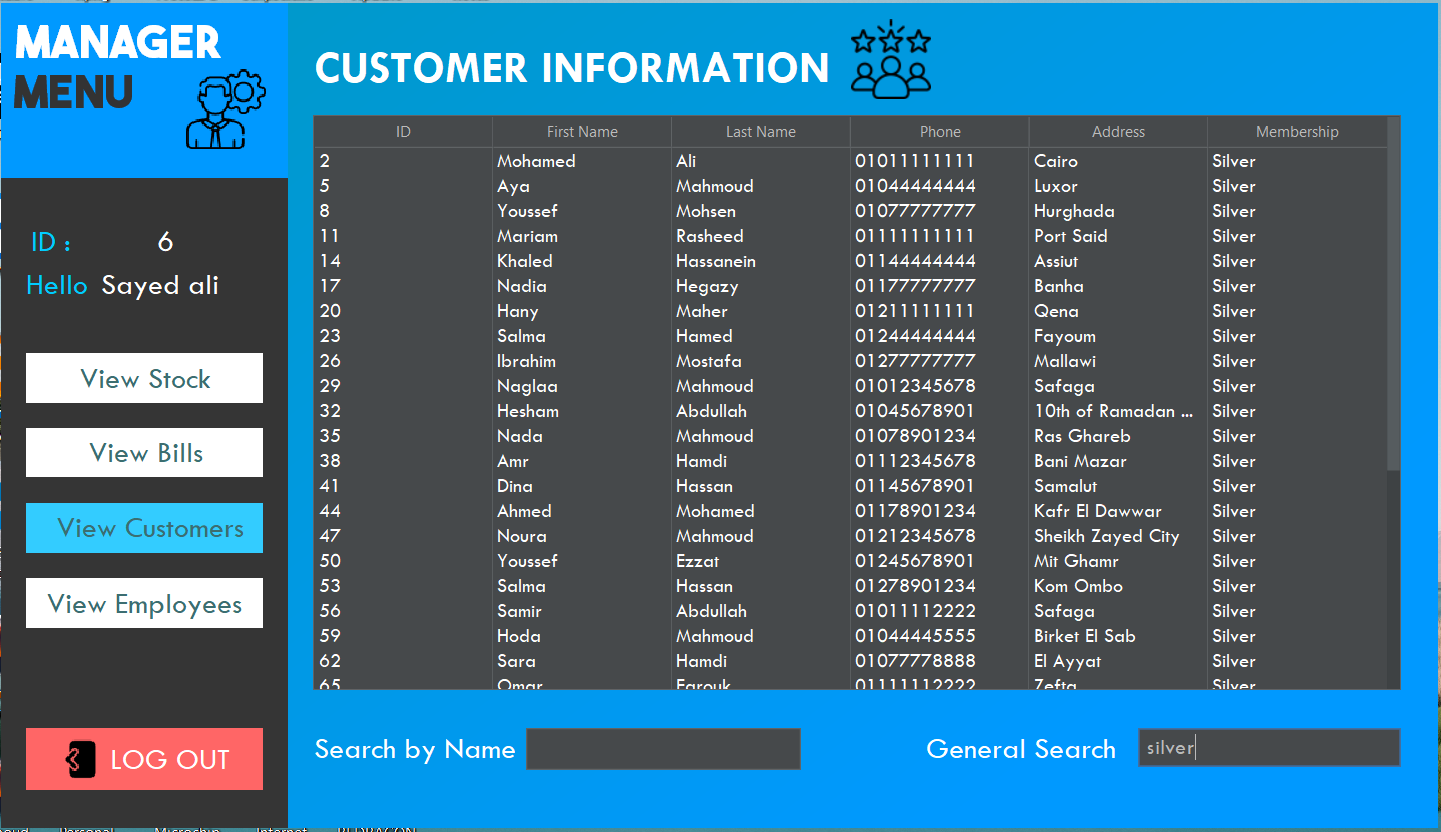 MANAGER
MENU
ID : 6
Hello Sayed ali
View Stock
View Bills
View Customers
View Employees
LOG OUT
CUSTOMER INFORMATION
ID First Name Last Name Phone Address Membership
2 Mohamed Ali 01011111111 Cairo Silver
5 Aya Mahmoud 01044444444 Luxor Silver
8 Youssef Mohsen 01077777777 Hurghada Silver
11 Mariam Rasheed 01111111111 Port Said Silver
14 Khaled Hassanein 01144444444 Assiut Silver
17 Nadia Hegazy 01177777777 Banha Silver
20 Hany Maher 01211111111 Qena Silver
23 Salma Hamed 01244444444 Fayoum Silver
26 Ibrahim Mostafa 01277777777 Mallawi Silver
29 Naglaa Mahmoud 01012345678 Safaga Silver
32 Hesham Abdullah 01045678901 10th of Ramadan ... Silver
35 Nada Mahmoud 01078901234 Ras Ghareb Silver
38 Amr Hamdi 01112345678 Bani Mazar Silver
41 Dina Hassan 01145678901 Samalut Silver
44 Ahmed Mohamed 01178901234 Kafr El Dawwar Silver
47 Noura Mahmoud 01212345678 Sheikh Zayed City Silver
50 Youssef Ezzat 01245678901 Mit Ghamr Silver
53 Salma Hassan 01278901234 Kom Ombo Silver
56 Samir Abdullah 01011112222 Safaga Silver
59 Hoda Mahmoud 01044445555 Birket El Sab Silver
62 Sara Hamdi 01077778888 El Ayyat Silver
65 Omar Farouk 01111112222 Zefta Silver
Search by Name
General Search silver
Personal Microchip Internet REDRAGON